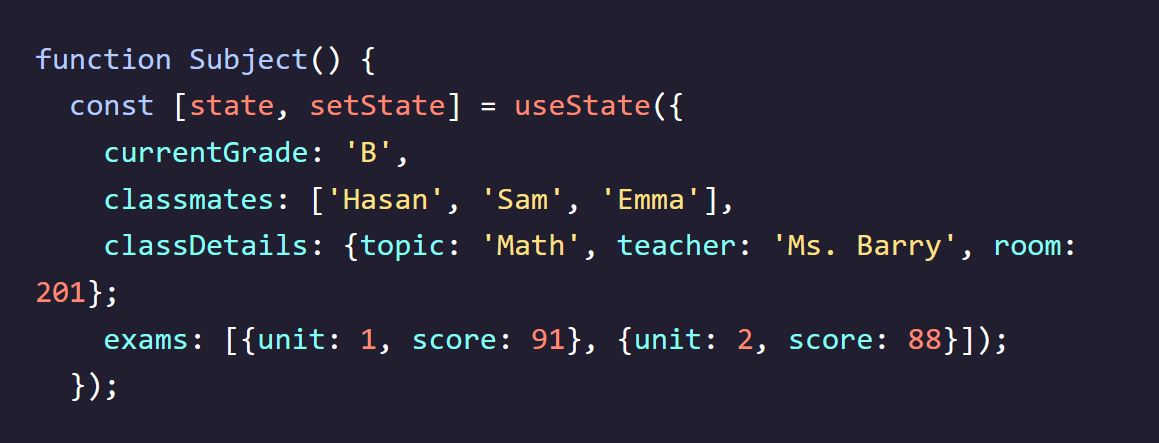 function Subject() {
  const [state, setState] = useState({
    currentGrade: 'B',
    classmates: ['Hasan', 'Sam', 'Emma'],
    classDetails: {topic: 'Math', teacher: 'Ms. Barry', room:
201};
    exams: [{unit: 1, score: 91}, {unit: 2, score: 88}]);
  });